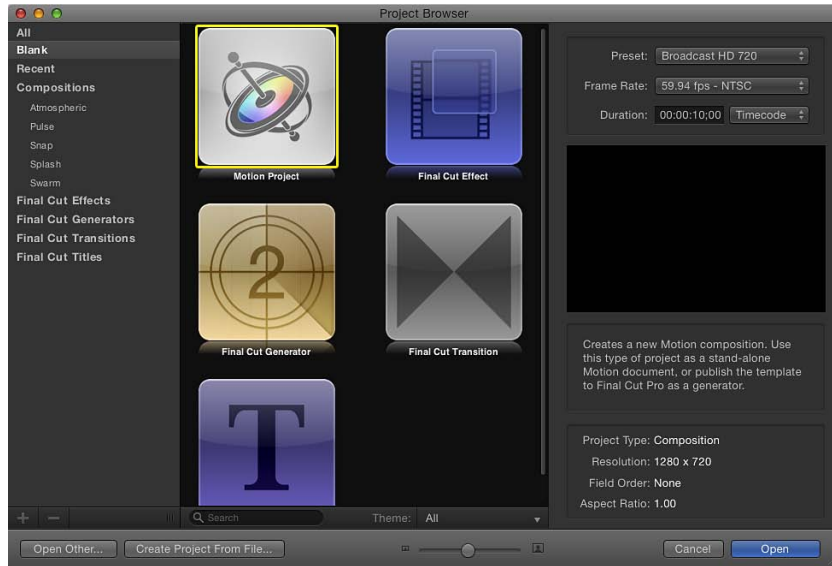 Project Browser
All
Blank
Recent
Compositions
Atmospheric
Pulse
Snap
Splash
Swarm
Final Cut Effects
Final Cut Generators
Final Cut Transitions
Final Cut Titles
Motion Project
Final Cut Effect
2
Final Cut Generator
Final Cut Transition
T
Search
Theme: All
Preset: Broadcast HD 720
Frame Rate: 59.94 fps - NTSC
Duration: 00:00:10;00 Timecode
Creates a new Motion composition. Use
this type of project as a stand-alone
Motion document, or publish the template
to Final Cut Pro as a generator.
Project Type: Composition
Resolution: 1280 x 720
Field Order: None
Aspect Ratio: 1.00
Open Other...
Create Project From File...
Cancel
Open